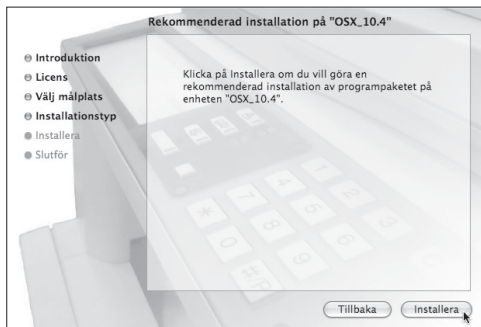 Rekommenderad installation på "OSX_10.4"
Introduktion
Licens
Välj målplats
Installationstyp
Installera
Slutför
Klicka på Installera om du vill göra en
rekommenderad installation av programpaketet på
enheten "OSX_10.4".
Tillbaka
Installera